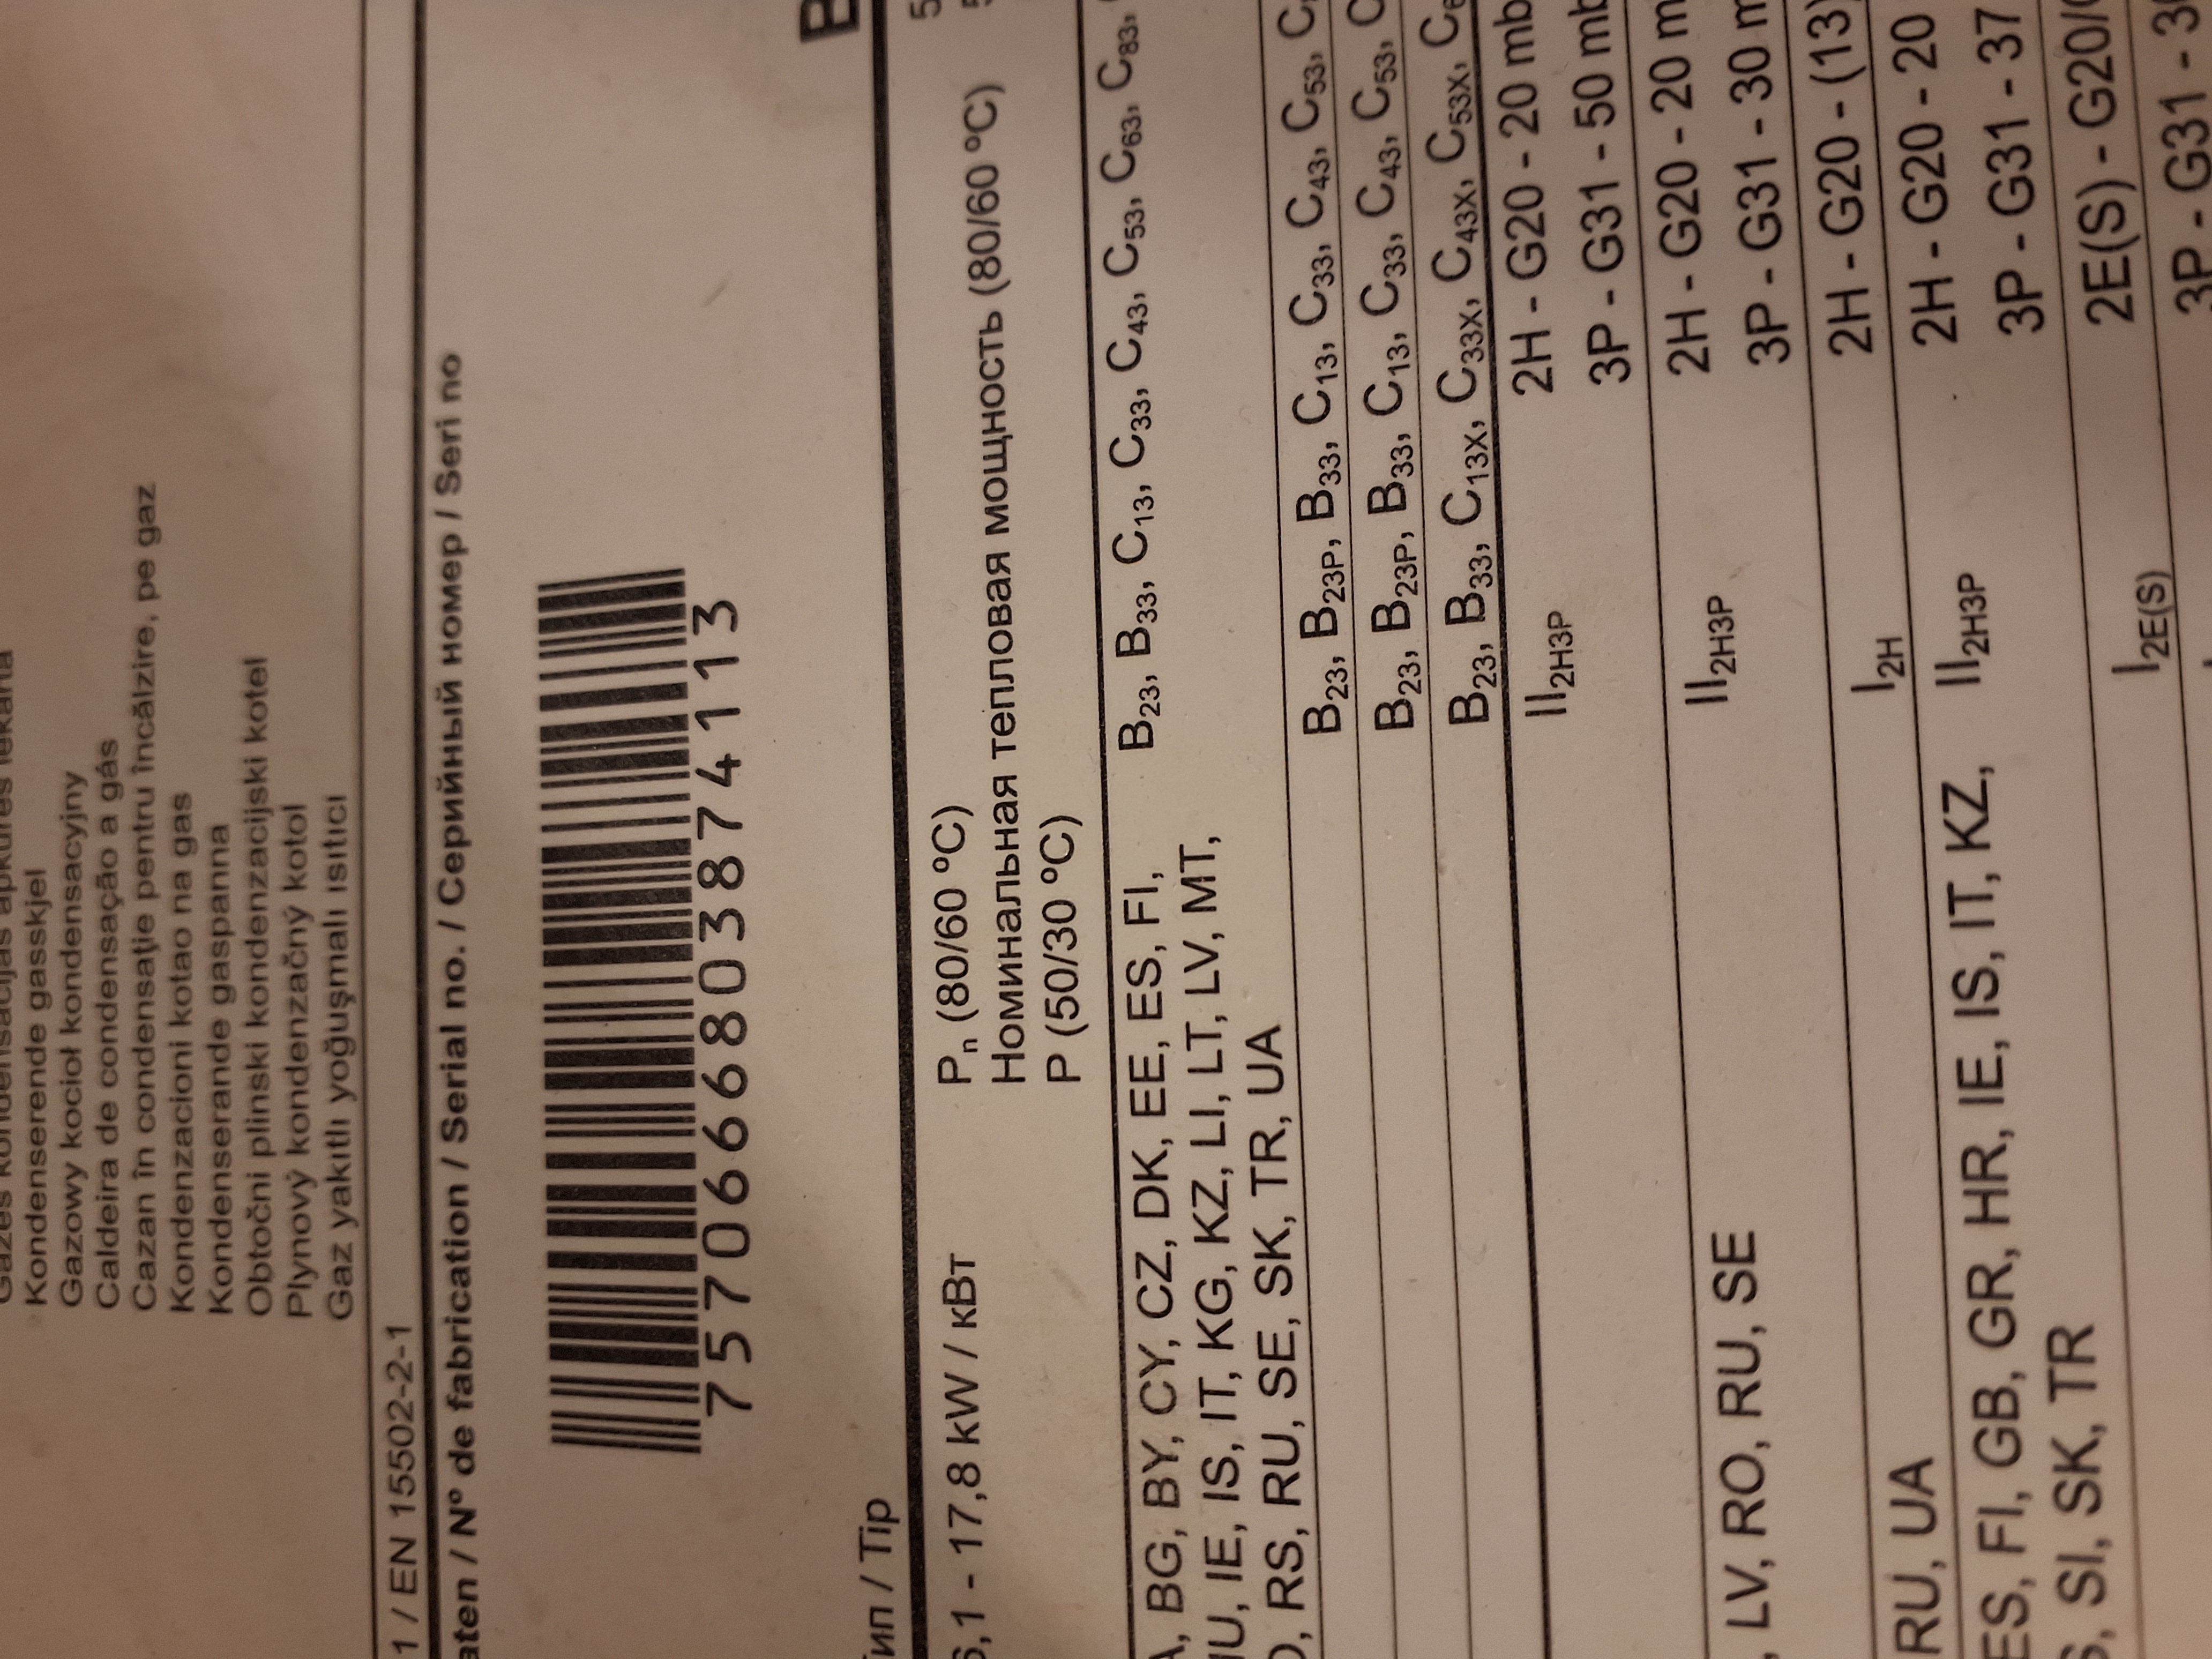 Kondenserende gasskjel
Gazowy kocioł kondensacyjny
Caldeira de condensação a gás
Cazan în condensaţie pentru încălzire, pe gaz
Kondenzacioni kotao na gas
Kondenserande gaspanna
Obtočni plinski kondenzacijski kotel
Plynový kondenzačný kotol
Gaz yakıtlı yoğuşmalı ısıtıcı
1 / EN 15502-2-1
/ Nº de fabrication / Serial no. / Серийный номер / Seri no
757066803874113
/ Tip
,1 - 17,8 kW / кВт
Pn (80/60 ºC)
Номинальная тепловая мощность (80/60 ºC)
P (50/30 ºC)
, BG, BY, CY, CZ, DK, EE, ES, FI,
, IE, IS, IT, KG, KZ, LI, LT, LV, MT,
, RS, RU, SE, SK, TR, UA
B23, B33, C13, C33, C43, C53, C63, C83,
B23, B23P, B33, C13, C33, C43, C53,
B23, B23P, B33, C13, C33, C43, C53,
B23, B33, C13X, C33X, C43X, C53X,
II2H3P 2H - G20 - 20
3P - G31 - 50
, LV, RO, RU, SE II2H3P 2H - G20 - 20
3P - G31 - 30
RU, UA I2H 2H - G20 - (13)
ES, FI, GB, GR, HR, IE, IS, IT, KZ, II2H3P 2H - G20 - 20
, SI, SK, TR 3P - G31 - 37
I2E(S) 2E(S) - G20/
3P - G31 -